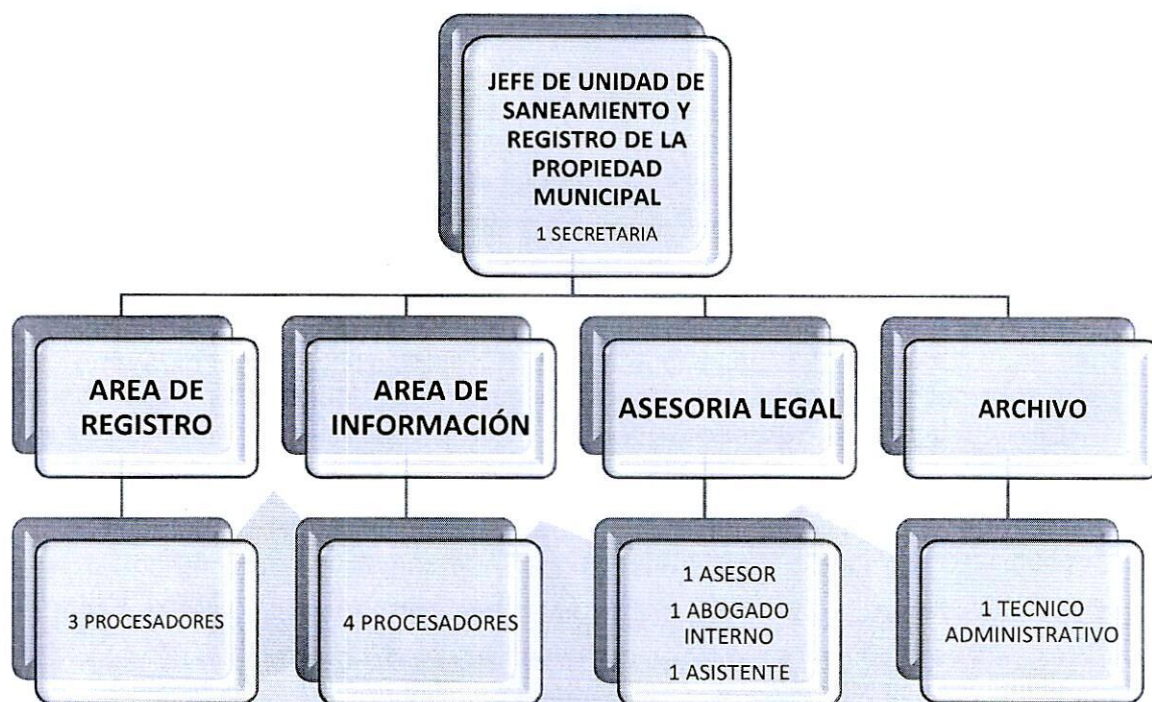 JEFE DE UNIDAD DE
SANEAMIENTO Y
REGISTRO DE LA
PROPIEDAD
MUNICIPAL
1 SECRETARIA
AREA DE
REGISTRO
AREA DE
INFORMACIÓN
ASESORIA LEGAL
ARCHIVO
3 PROCESADORES
4 PROCESADORES
1 ASESOR
1 ABOGADO
INTERNO
1 ASISTENTE
1 TECNICO
ADMINISTRATIVO